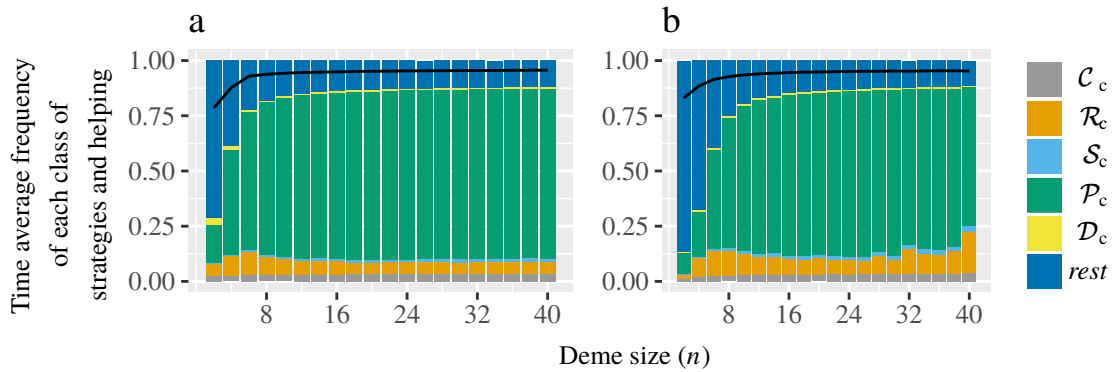 a
b
Time average frequency
of each class of
strategies and helping
1.00
0.75
0.50
0.25
0.00
8 16 24 32 40
1.00
0.75
0.50
0.25
0.00
8 16 24 32 40
Deme size (n)
𝒞 c
ℛc
𝒮c
𝒫c
𝒟c
rest